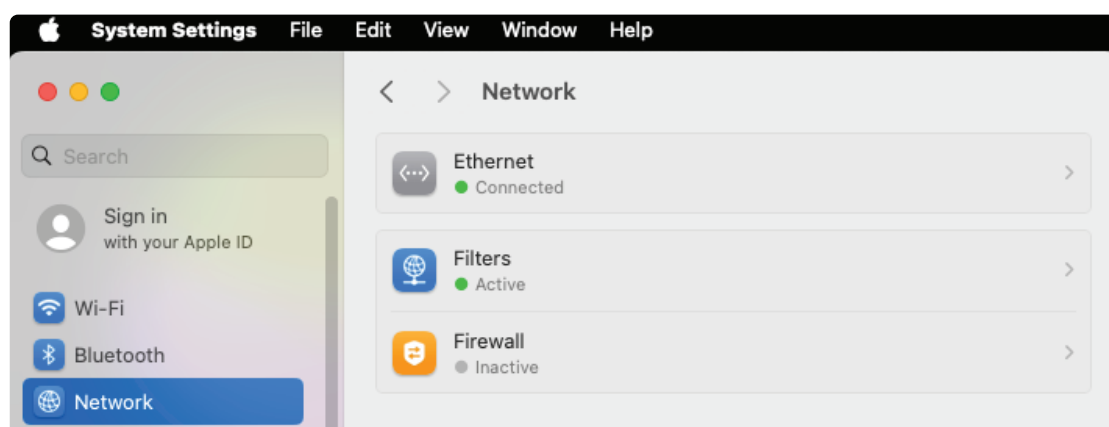 System Settings File Edit View Window Help
Search
Sign in
with your Apple ID
Wi-Fi
Bluetooth
Network
Network
Ethernet
Connected
Filters
Active
Firewall
Inactive